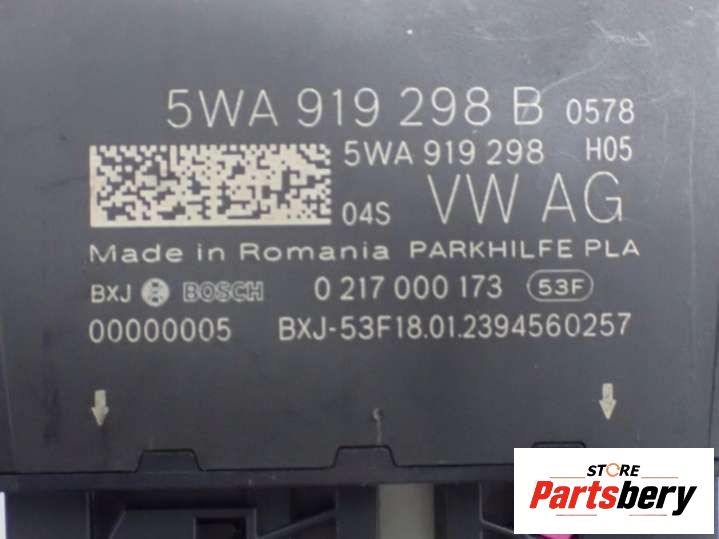 5WA 919 298 B 0578
5WA 919 298 H05
04S VW AG
Made in Romania PARKHILFE PLA
BXJ BOSCH 0 217 000 173 53F
00000005 BXJ-53F18.01.2394560257
STORE
Partsbery